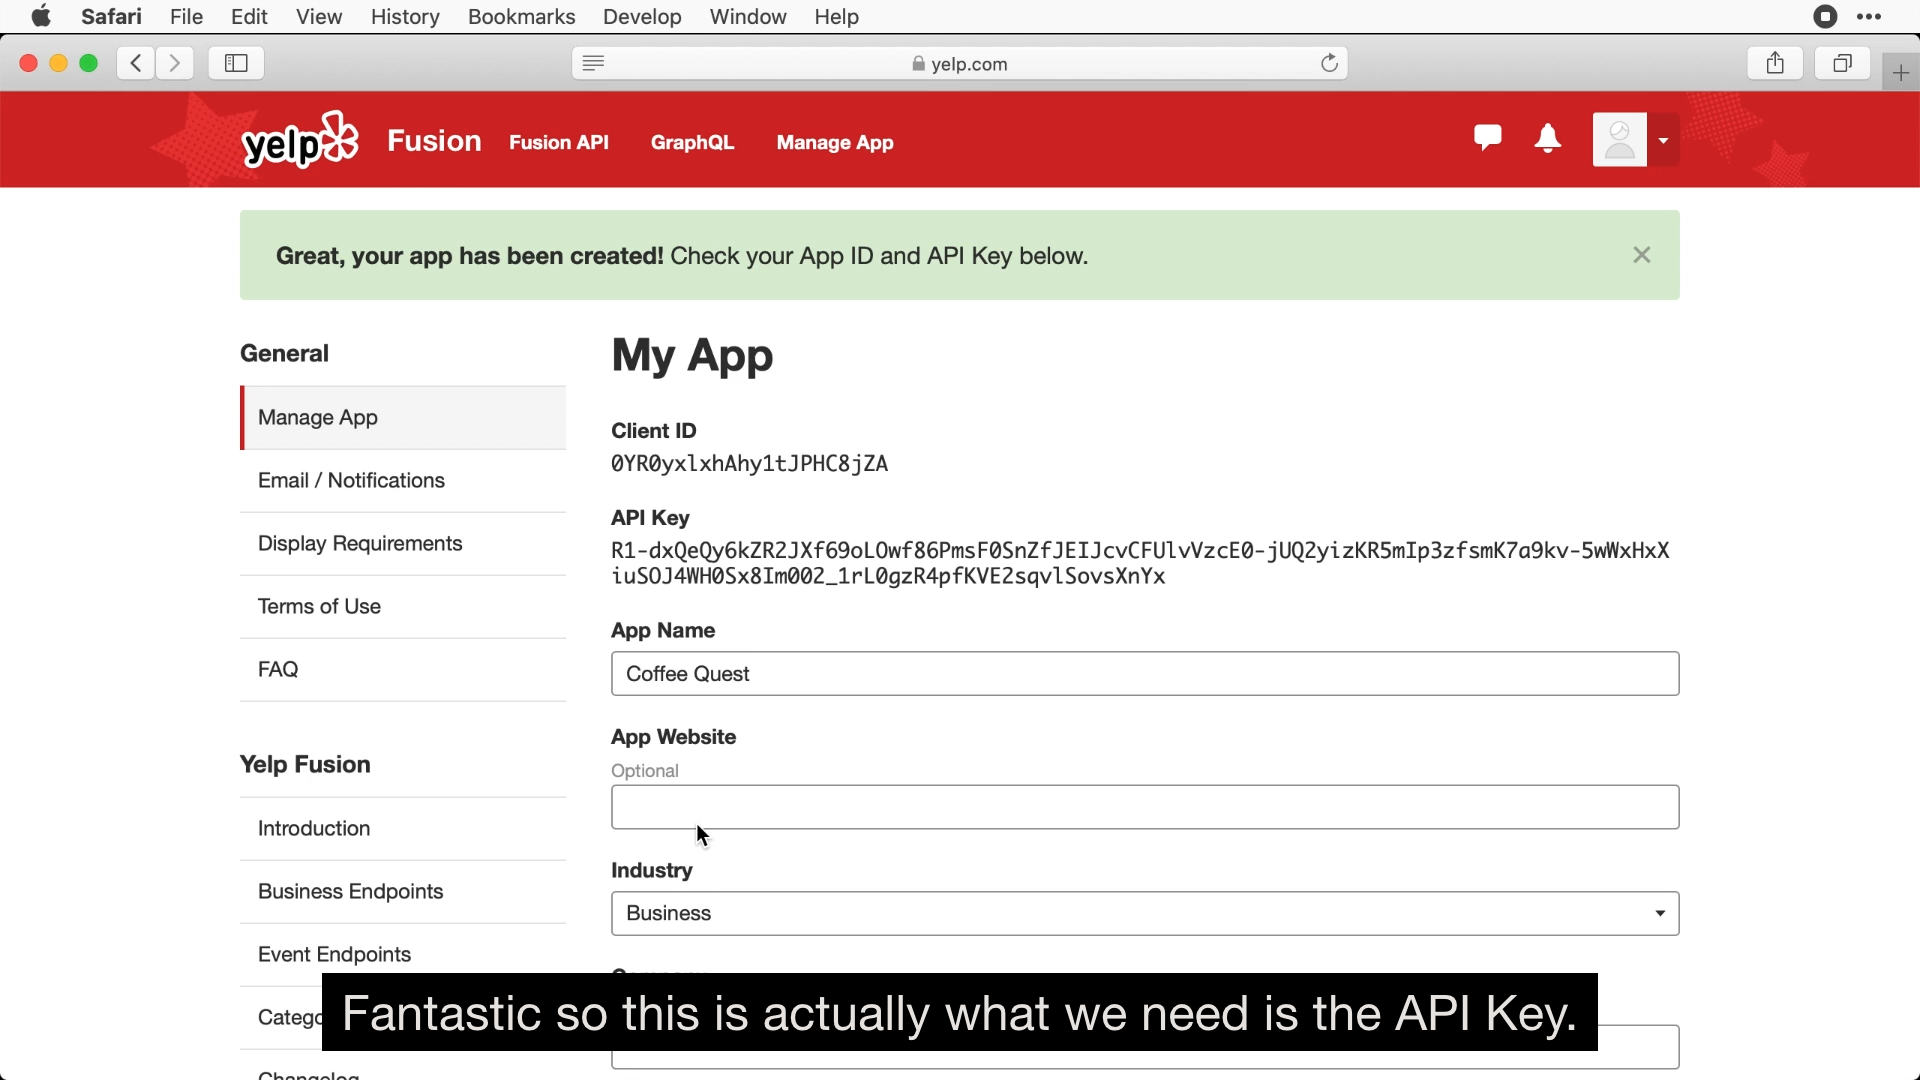 Safari File Edit View History Bookmarks Develop Window Help
yelp.com
yelp Fusion Fusion API GraphQL Manage App
Great, your app has been created! Check your App ID and API Key below.
General
Manage App
Email / Notifications
Display Requirements
Terms of Use
FAQ
Yelp Fusion
Introduction
Business Endpoints
Event Endpoints
My App
Client ID
0YR0yxlxhAhy1tJPHC8jZA
API Key
R1-dxQeQy6kZR2JXf69oLOwf86PmsF0SnZfJEIJcvCFUlvVzcE0-jUQ2yizKR5mIp3zfsmK7a9kv-5wWxHxX
iuSOJ4WH0Sx8Im002_1rL0gzR4pfKVE2sqvlSovsXnYx
App Name
Coffee Quest
App Website
Optional
Industry
Business
Fantastic so this is actually what we need is the API Key.